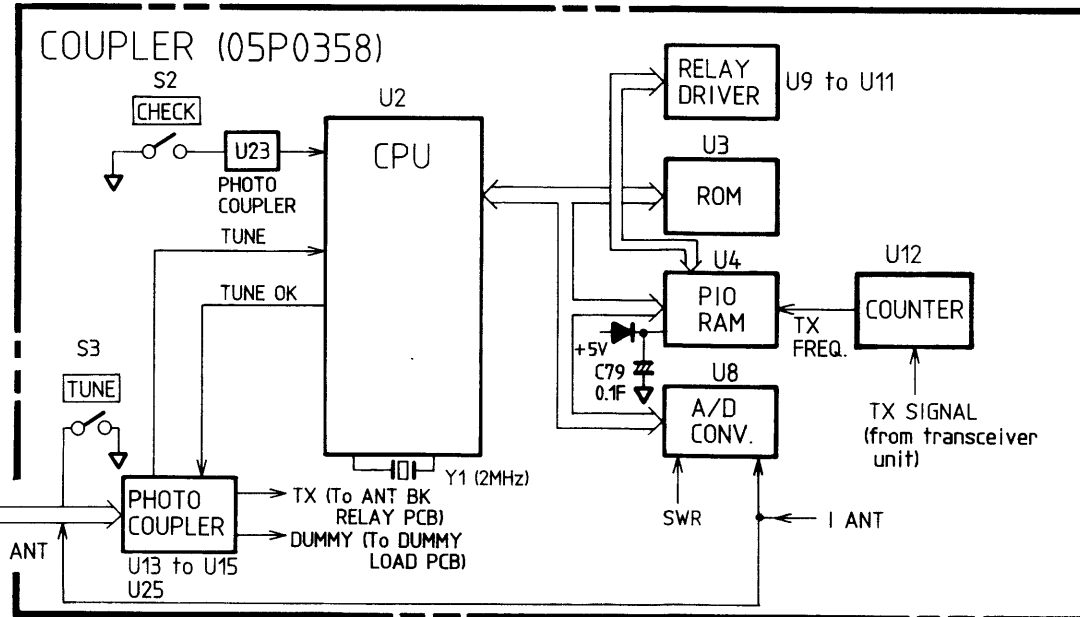 COUPLER (05P0358)
S2
CHECK
U23
PHOTO
COUPLER
U2
CPU
RELAY
DRIVER
U9 to U11
U3
ROM
TUNE
TUNE OK
U4
PIO
RAM
U12
COUNTER
TX
FREQ.
+5V
C79
0.1F
S3
TUNE
U8
A/D
CONV.
TX SIGNAL
(from transceiver
unit)
Y1 (2MHz)
PHOTO
COUPLER
TX (To ANT BK
RELAY PCB)
DUMMY (To DUMMY
LOAD PCB)
SWR
I ANT
ANT
U13 to U15
U25